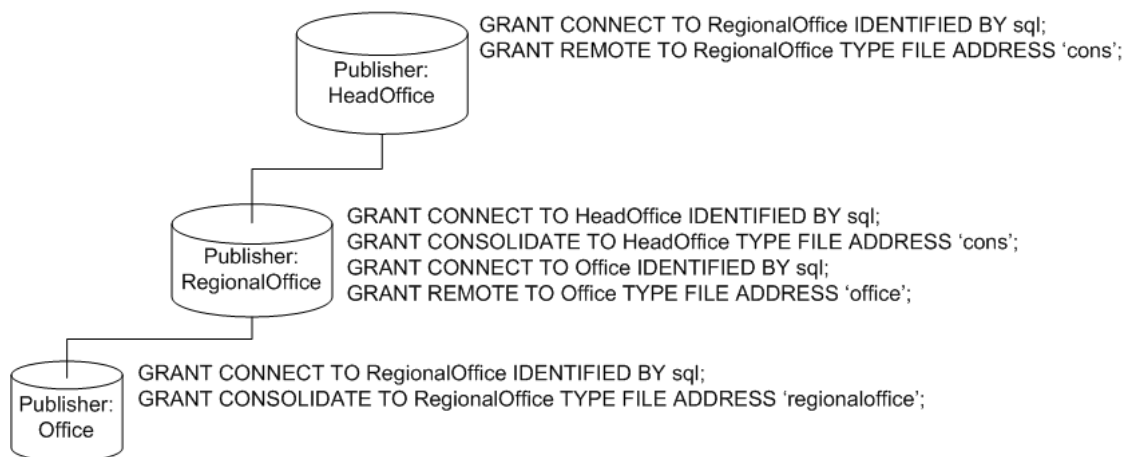 GRANT CONNECT TO RegionalOffice IDENTIFIED BY sql;
GRANT REMOTE TO RegionalOffice TYPE FILE ADDRESS ‘cons’;
Publisher:
HeadOffice
GRANT CONNECT TO HeadOffice IDENTIFIED BY sql;
GRANT CONSOLIDATE TO HeadOffice TYPE FILE ADDRESS ‘cons’;
GRANT CONNECT TO Office IDENTIFIED BY sql;
GRANT REMOTE TO Office TYPE FILE ADDRESS ‘office’;
Publisher:
RegionalOffice
GRANT CONNECT TO RegionalOffice IDENTIFIED BY sql;
GRANT CONSOLIDATE TO RegionalOffice TYPE FILE ADDRESS ‘regionaloffice’;
Publisher:
Office